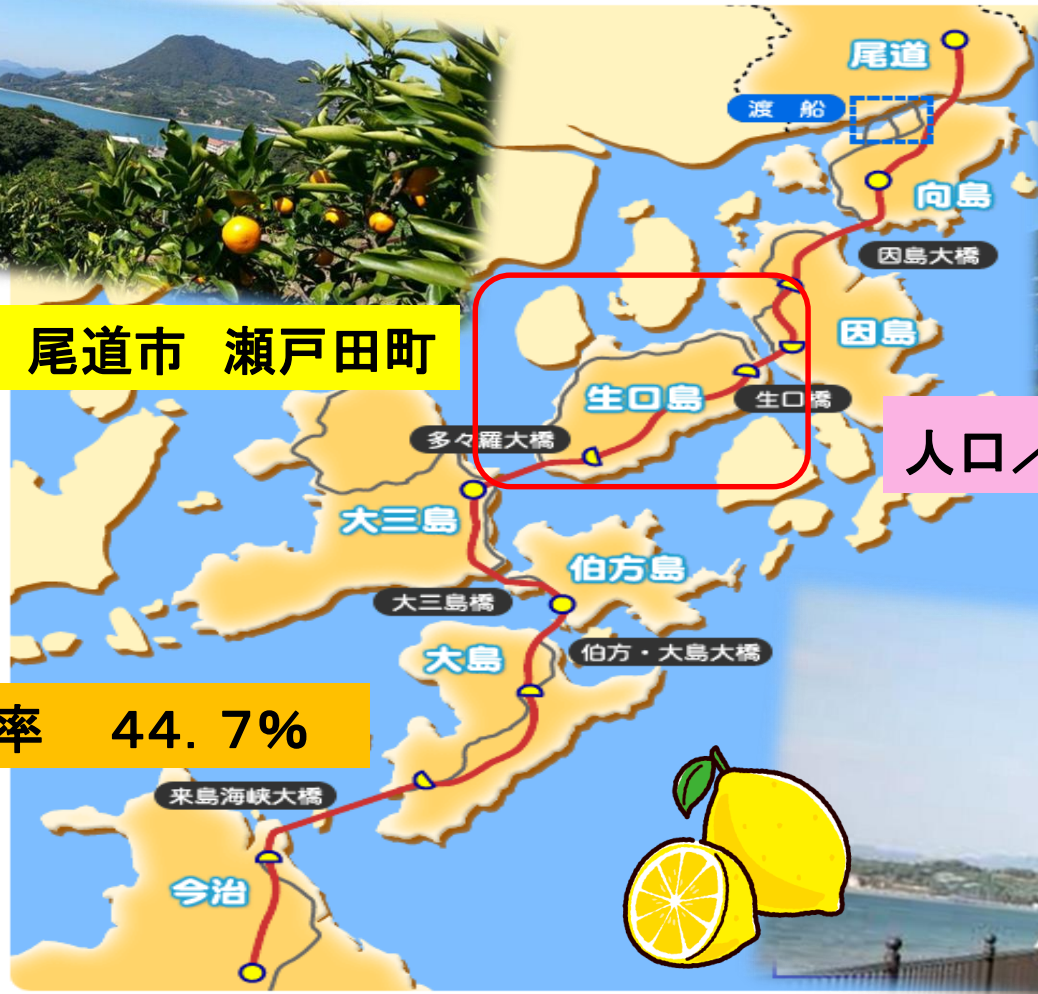 尾道
渡 船
向島
因島大橋
因島
尾道市 瀬戸田町
生口島
生口橋
多々羅大橋
人口／
大三島
伯方島
大三島橋
大島
伯方・大島大橋
率 44.7%
来島海峡大橋
今治